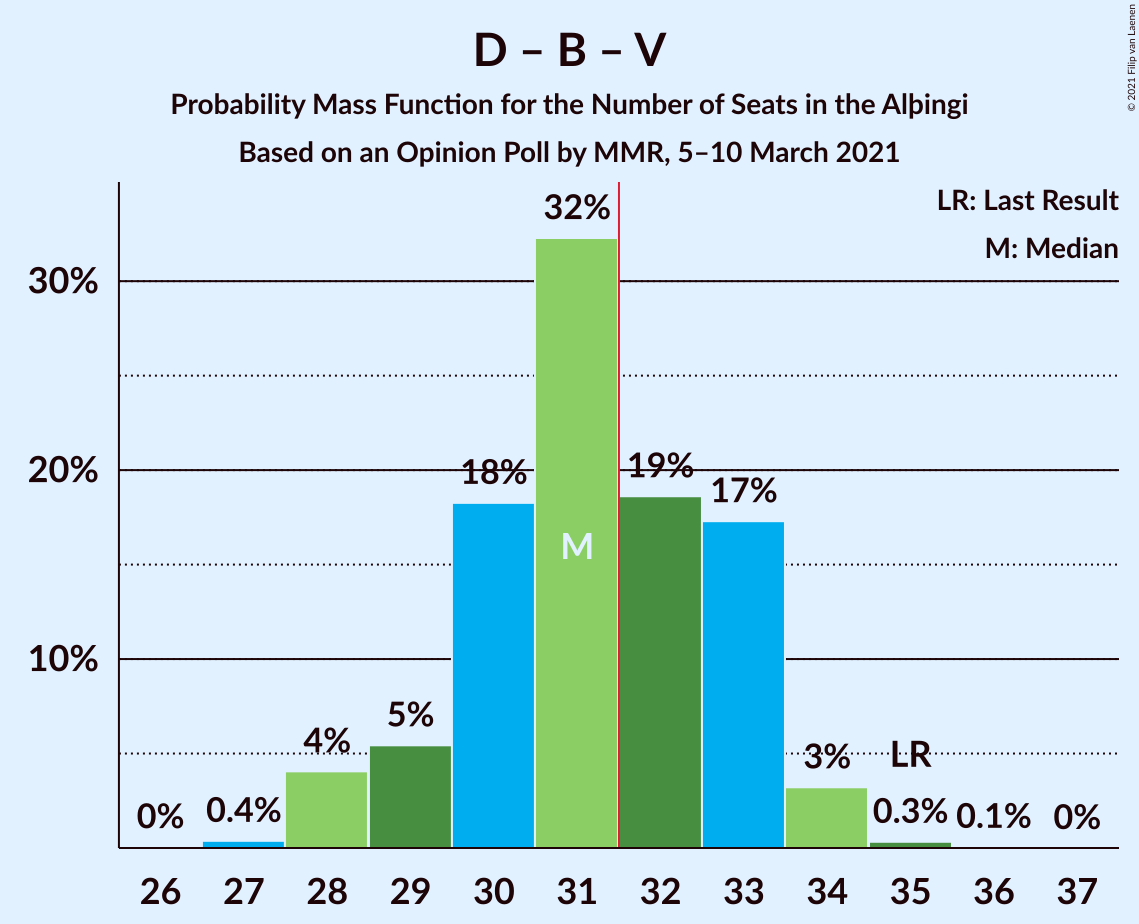 D – B – V
Probability Mass Function for the Number of Seats in the Alþingi
Based on an Opinion Poll by MMR, 5–10 March 2021
© 2021 Filip van Laenen
LR: Last Result
M: Median
30%
20%
10%
0%
0.4%
4%
5%
18%
32%
M
19%
17%
3%
LR
0.3%
0.1%
0%
26 27 28 29 30 31 32 33 34 35 36 37